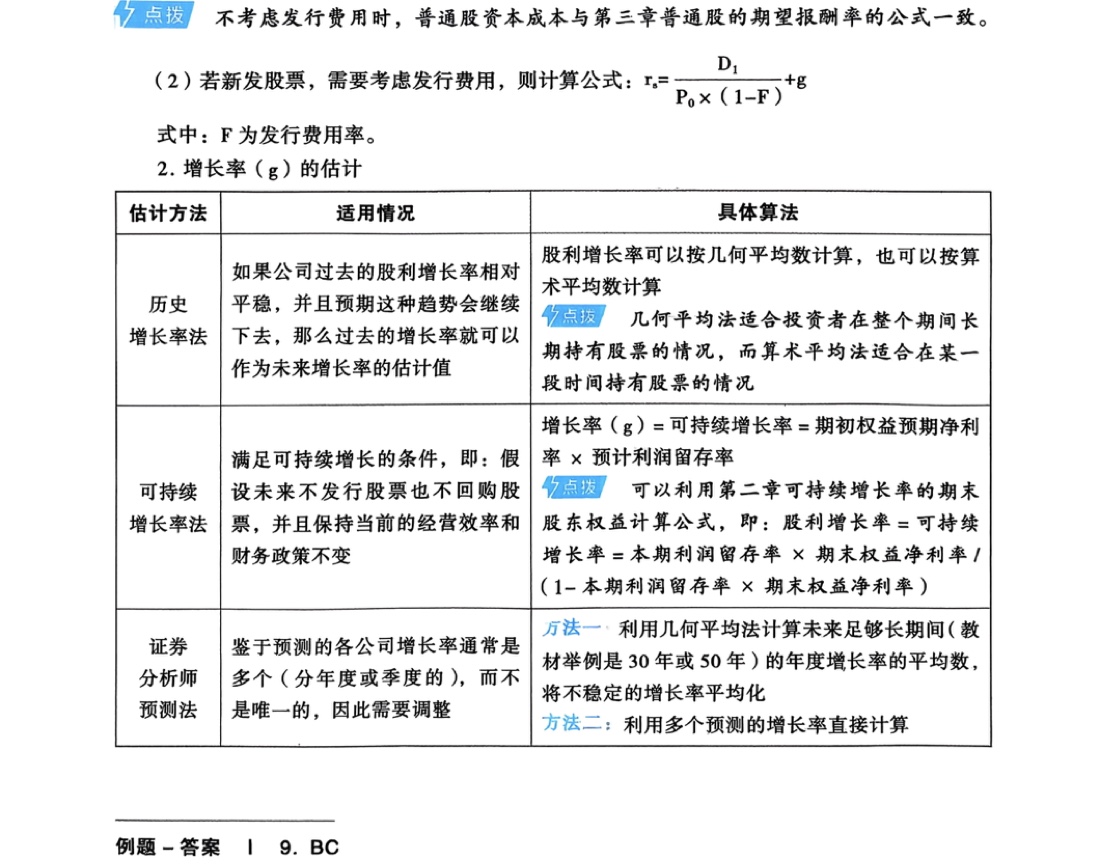 点拨 不考虑发行费用时，普通股资本成本与第三章普通股的期望报酬率的公式一致。
（2）若新发股票，需要考虑发行费用，则计算公式：rₛ=D₁/P₀×（1-F）+g
式中：F 为发行费用率。
2. 增长率（g）的估计
估计方法 适用情况 具体算法
历史
增长率法
如果公司过去的股利增长率相对
平稳，并且预期这种趋势会继续
下去，那么过去的增长率就可以
作为未来增长率的估计值
股利增长率可以按几何平均数计算，也可以按算
术平均数计算
点拨 几何平均法适合投资者在整个期间长
期持有股票的情况，而算术平均法适合在某一
段时间持有股票的情况
可持续
增长率法
满足可持续增长的条件，即：假
设未来不发行股票也不回购股
票，并且保持当前的经营效率和
财务政策不变
增长率（g）= 可持续增长率 = 期初权益预期净利
率 × 预计利润留存率
点拨 可以利用第二章可持续增长率的期末
股东权益计算公式，即：股利增长率 = 可持续
增长率 = 本期利润留存率 × 期末权益净利率 /
（1- 本期利润留存率 × 期末权益净利率）
证券
分析师
预测法
鉴于预测的各公司增长率通常是
多个（分年度或季度的），而不
是唯一的，因此需要调整
方法一 利用几何平均法计算未来足够长期间（教
材举例是 30 年或 50 年）的年度增长率的平均数，
将不稳定的增长率平均化
方法二：利用多个预测的增长率直接计算
例题 – 答案 | 9. BC